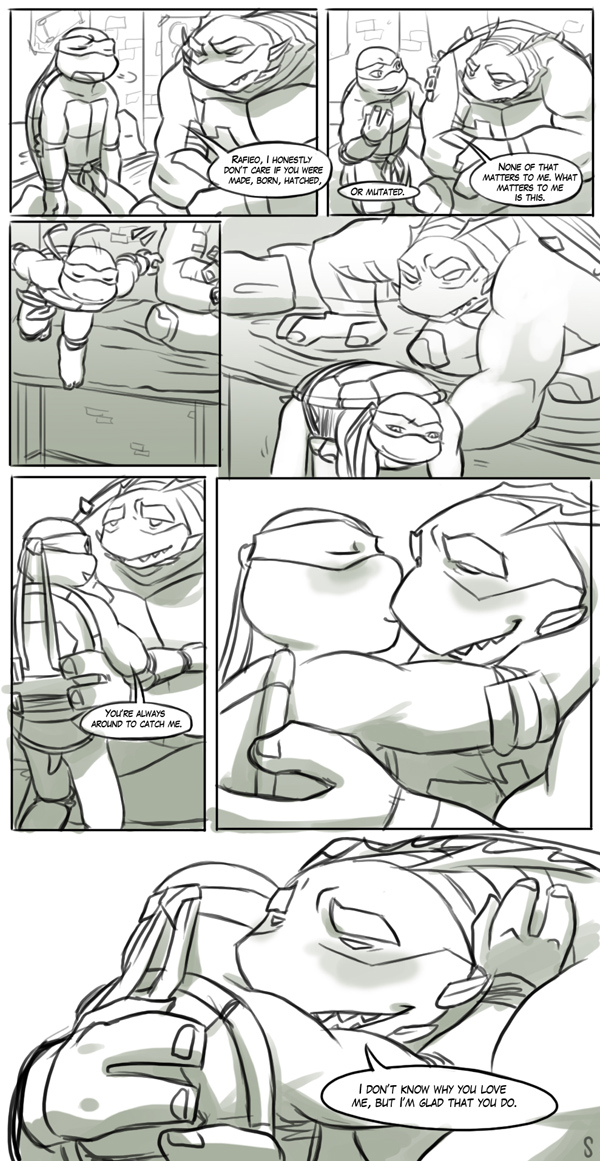 RAFIEO, I HONESTLY
DON'T CARE IF YOU WERE
MADE, BORN, HATCHED,
OR MUTATED.
NONE OF THAT
MATTERS TO ME. WHAT
MATTERS TO ME
IS THIS.
YOU'RE ALWAYS
AROUND TO CATCH ME.
I DON'T KNOW WHY YOU LOVE
ME, BUT I'M GLAD THAT YOU DO.
S